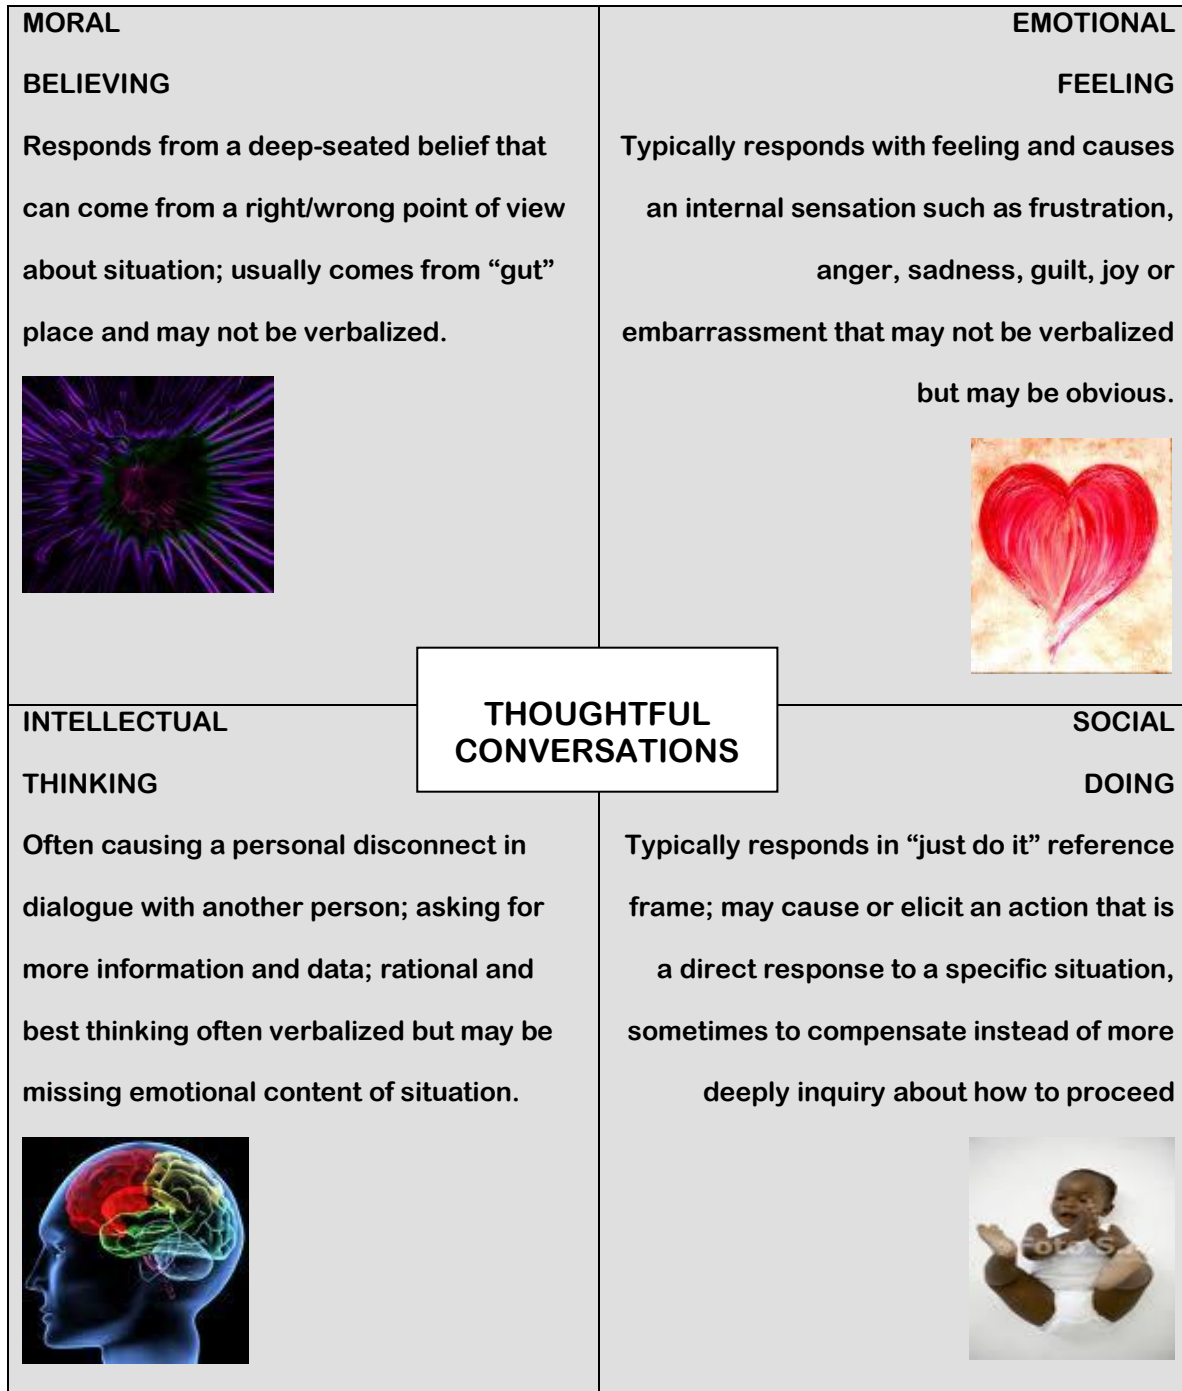 MORAL
BELIEVING
Responds from a deep-seated belief that
can come from a right/wrong point of view
about situation; usually comes from “gut”
place and may not be verbalized.
EMOTIONAL
FEELING
Typically responds with feeling and causes
an internal sensation such as frustration,
anger, sadness, guilt, joy or
embarrassment that may not be verbalized
but may be obvious.
THOUGHTFUL
CONVERSATIONS
INTELLECTUAL
THINKING
Often causing a personal disconnect in
dialogue with another person; asking for
more information and data; rational and
best thinking often verbalized but may be
missing emotional content of situation.
SOCIAL
DOING
Typically responds in “just do it” reference
frame; may cause or elicit an action that is
a direct response to a specific situation,
sometimes to compensate instead of more
deeply inquiry about how to proceed
Foto